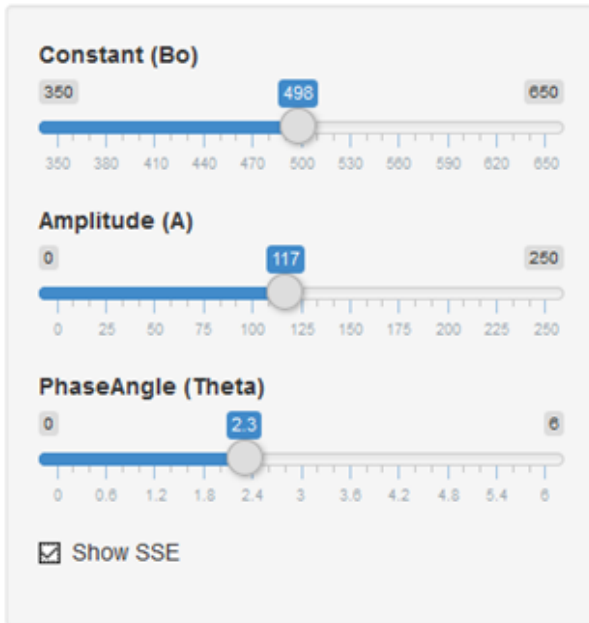 Constant (Bo)
350 498 650
350 380 410 440 470 500 530 560 590 620 650
Amplitude (A)
0 117 250
0 25 50 75 100 125 150 175 200 225 250
PhaseAngle (Theta)
0 2.3 6
0 0.6 1.2 1.8 2.4 3 3.6 4.2 4.8 5.4 6
Show SSE